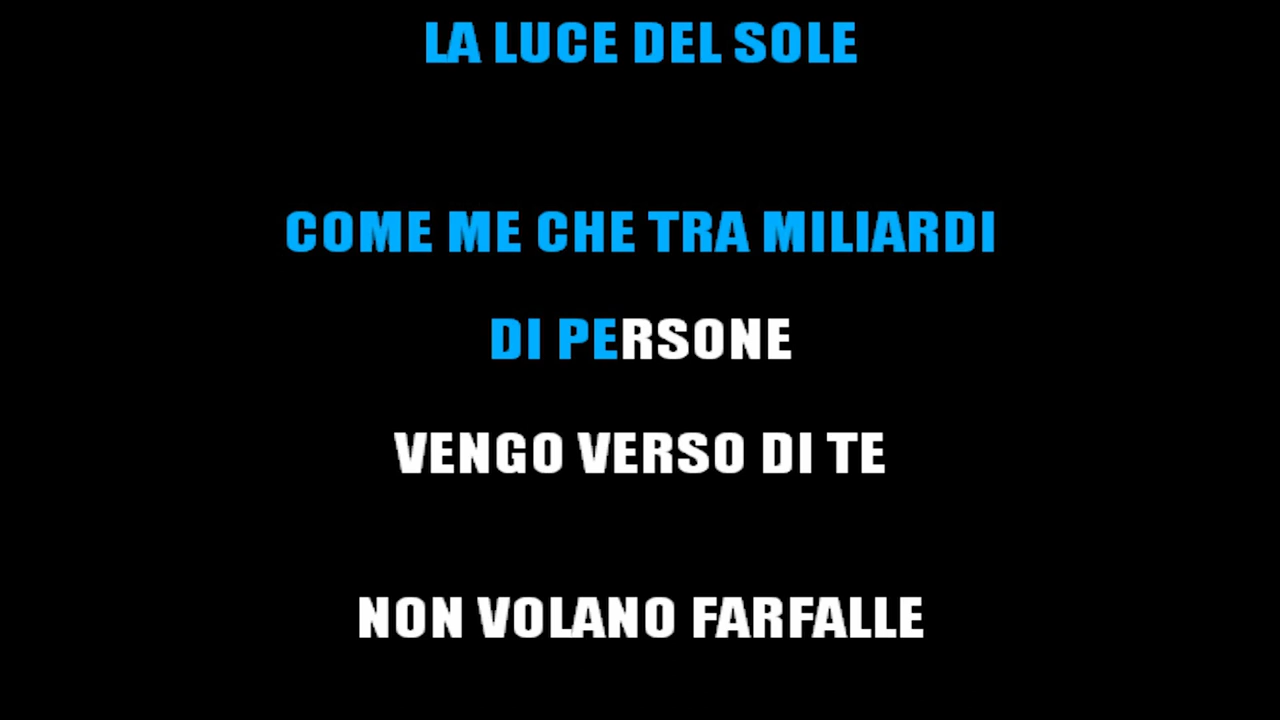 LA LUCE DEL SOLE
COME ME CHE TRA MILIARDI
DI PERSONE
VENGO VERSO DI TE
NON VOLANO FARFALLE